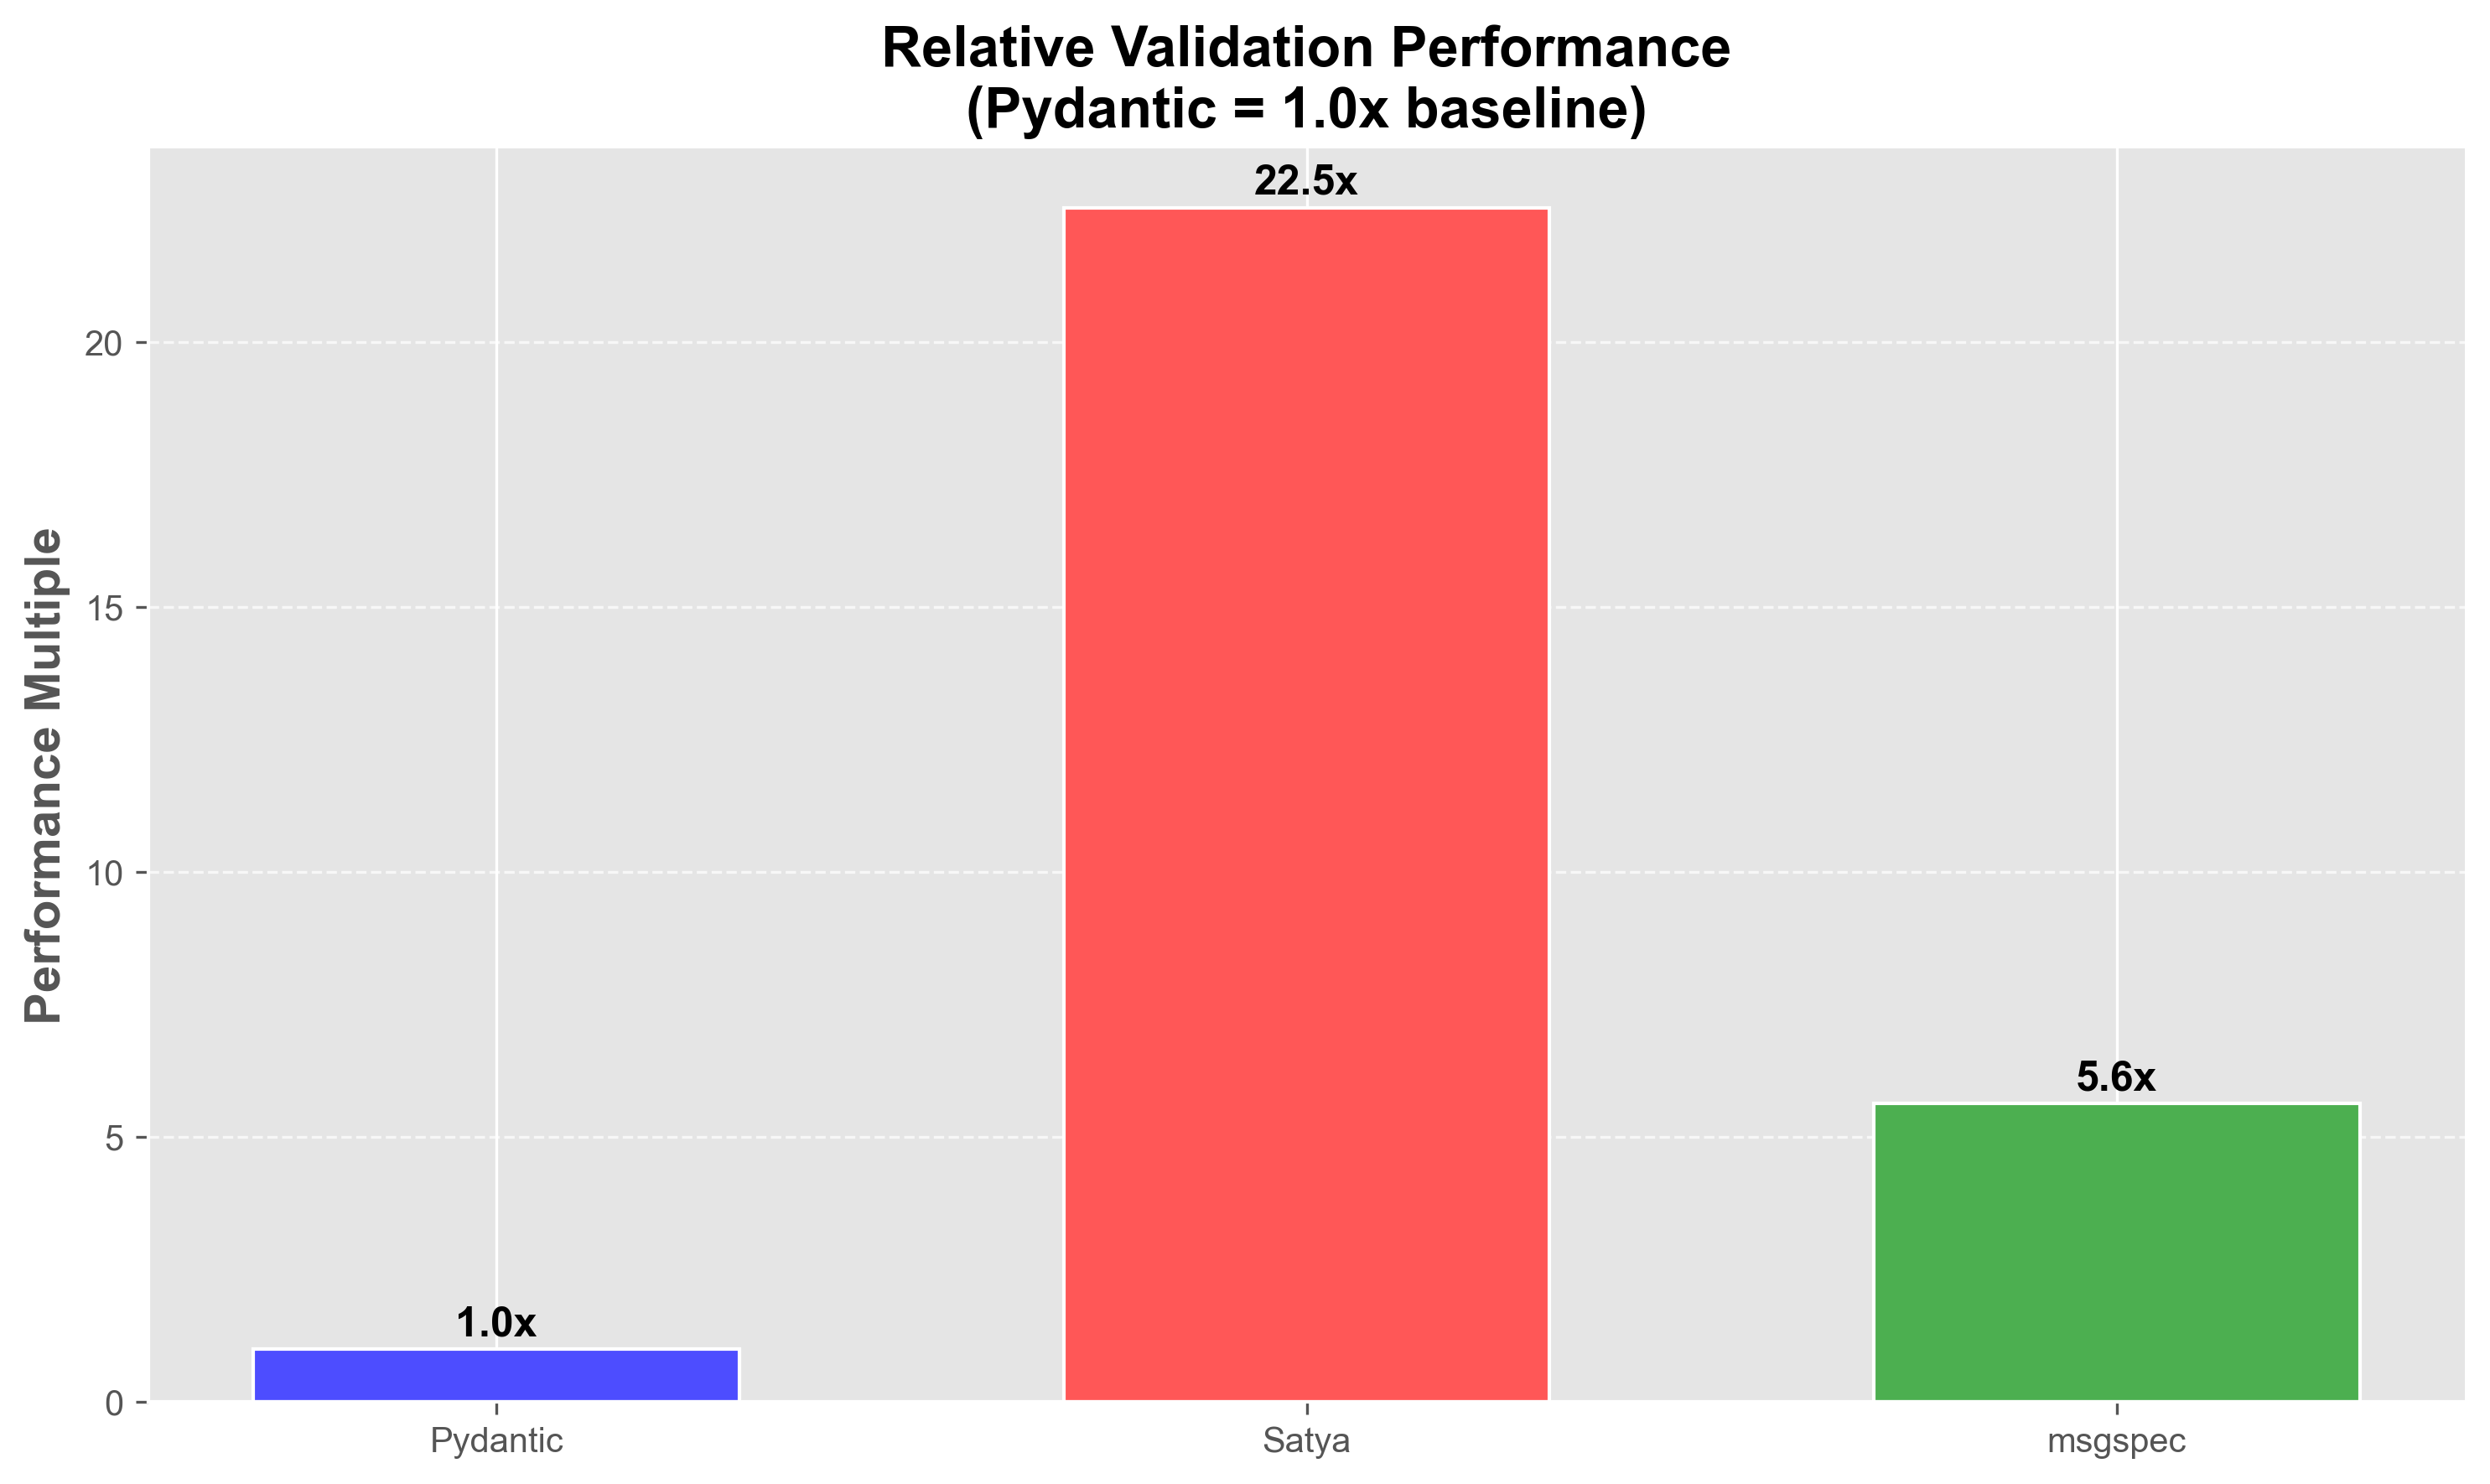 Relative Validation Performance
(Pydantic = 1.0x baseline)
Performance Multiple
20
15
10
5
0
22.5x
5.6x
1.0x
Pydantic
Satya
msgspec